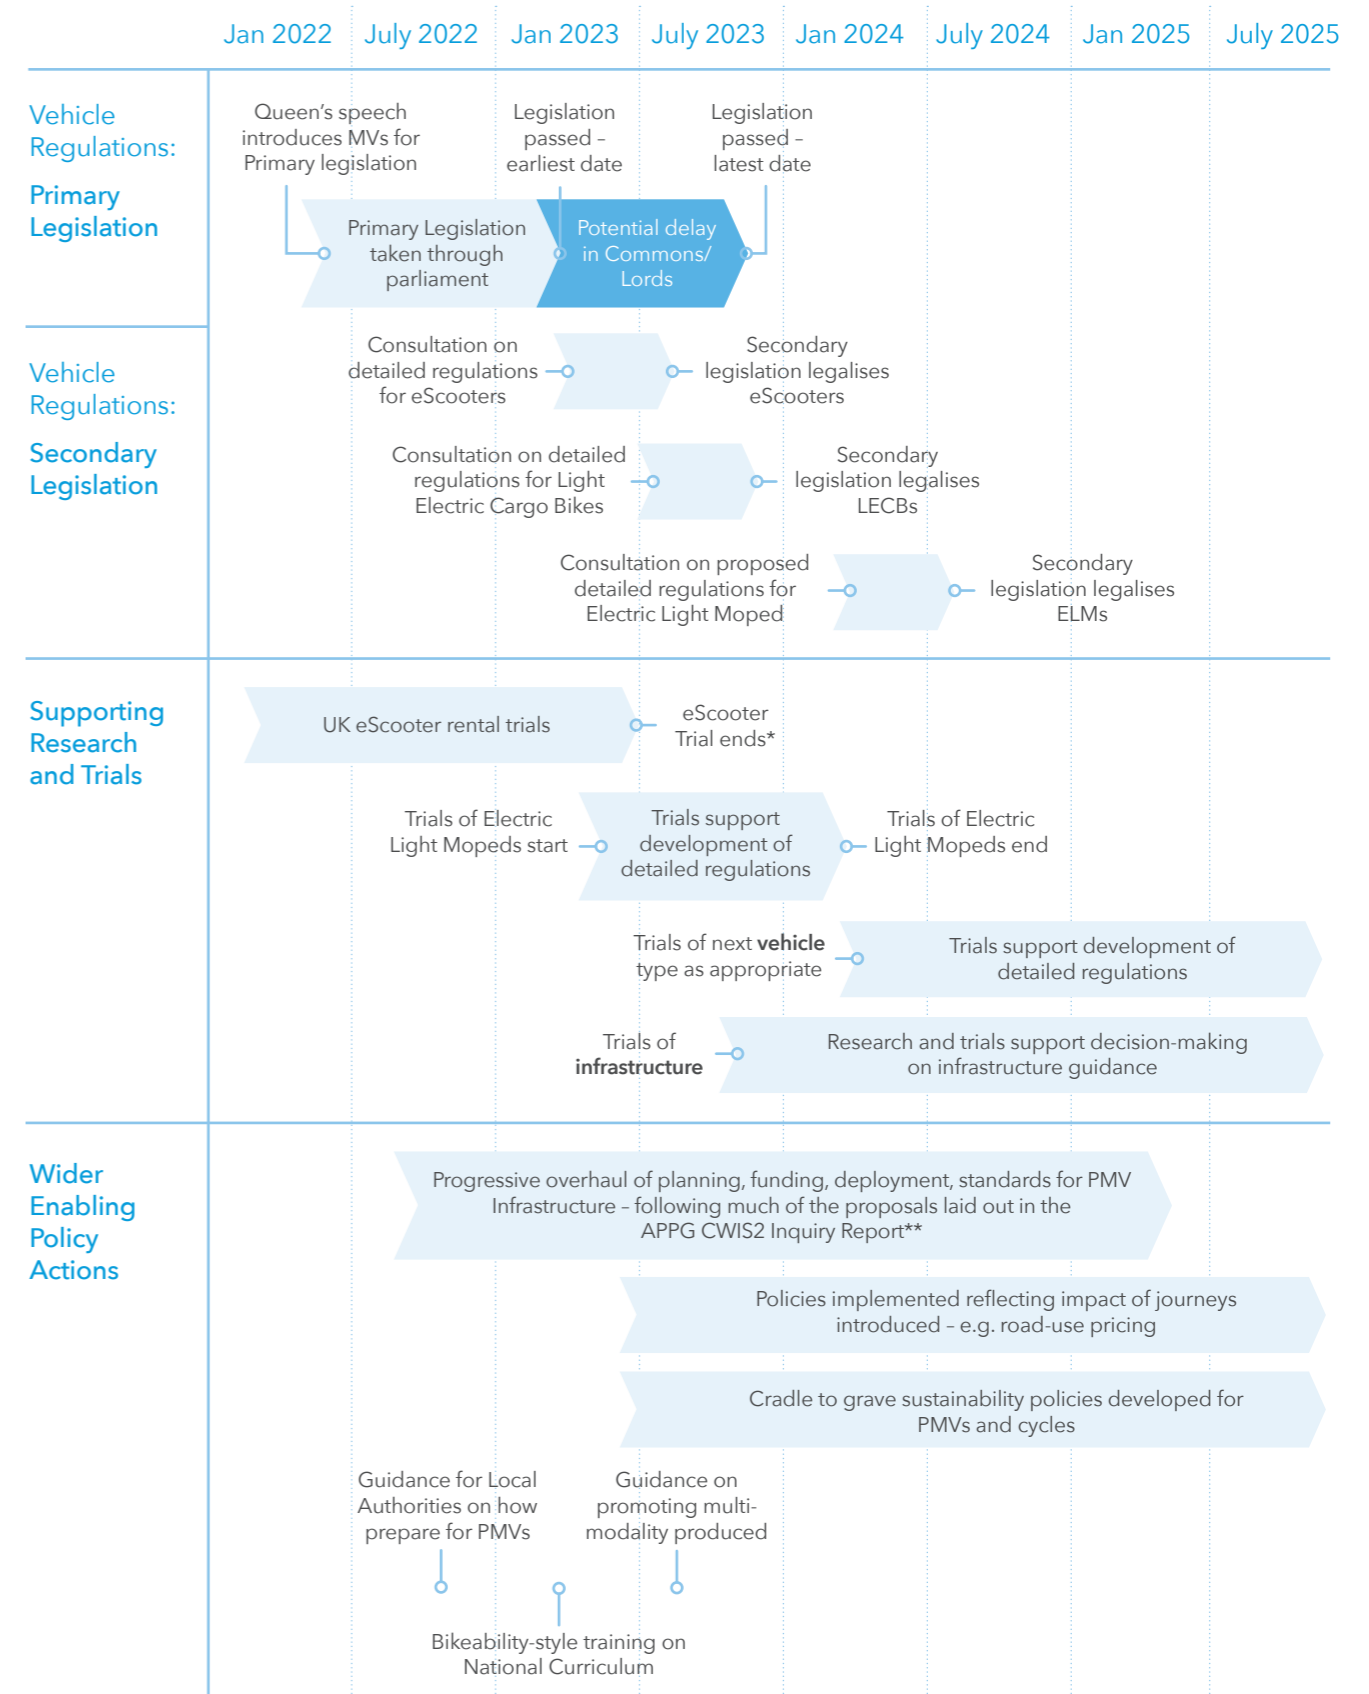 Jan 2022 July 2022 Jan 2023 July 2023 Jan 2024 July 2024 Jan 2025 July 2025
Vehicle
Regulations:
Primary
Legislation
Queen's speech
introduces MVs for
Primary legislation
Legislation
passed –
earliest date
Legislation
passed –
latest date
Primary Legislation
taken through
parliament
Potential delay
in Commons/
Lords
Vehicle
Regulations:
Secondary
Legislation
Consultation on
detailed regulations
for eScooters
Secondary
legislation legalises
eScooters
Consultation on detailed
regulations for Light
Electric Cargo Bikes
Secondary
legislation legalises
LECBs
Consultation on proposed
detailed regulations for
Electric Light Moped
Secondary
legislation legalises
ELMs
Supporting
Research
and Trials
UK eScooter rental trials
eScooter
Trial ends*
Trials of Electric
Light Mopeds start
Trials support
development of
detailed regulations
Trials of Electric
Light Mopeds end
Trials of next vehicle
type as appropriate
Trials support development of
detailed regulations
Trials of
infrastructure
Research and trials support decision-making
on infrastructure guidance
Wider
Enabling
Policy
Actions
Progressive overhaul of planning, funding, deployment, standards for PMV
Infrastructure – following much of the proposals laid out in the
APPG CWIS2 Inquiry Report**
Policies implemented reflecting impact of journeys
introduced – e.g. road-use pricing
Cradle to grave sustainability policies developed for
PMVs and cycles
Guidance for Local
Authorities on how
prepare for PMVs
Guidance on
promoting multi-
modality produced
Bikeability-style training on
National Curriculum